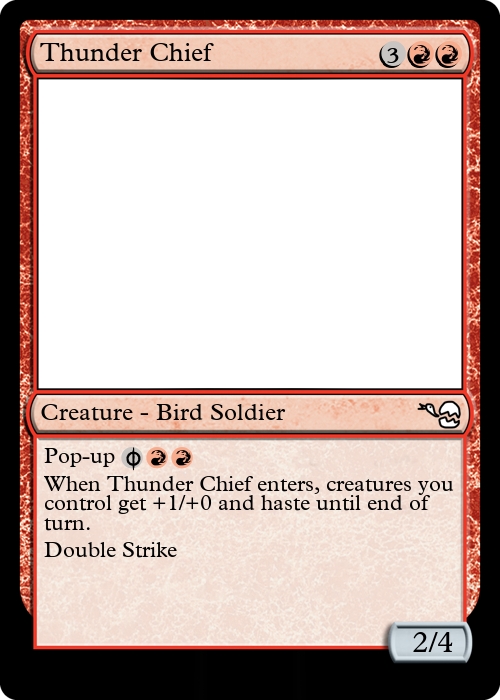 Thunder Chief 3
Creature - Bird Soldier
Pop-up
When Thunder Chief enters, creatures you
control get +1/+0 and haste until end of
turn.
Double Strike
2/4